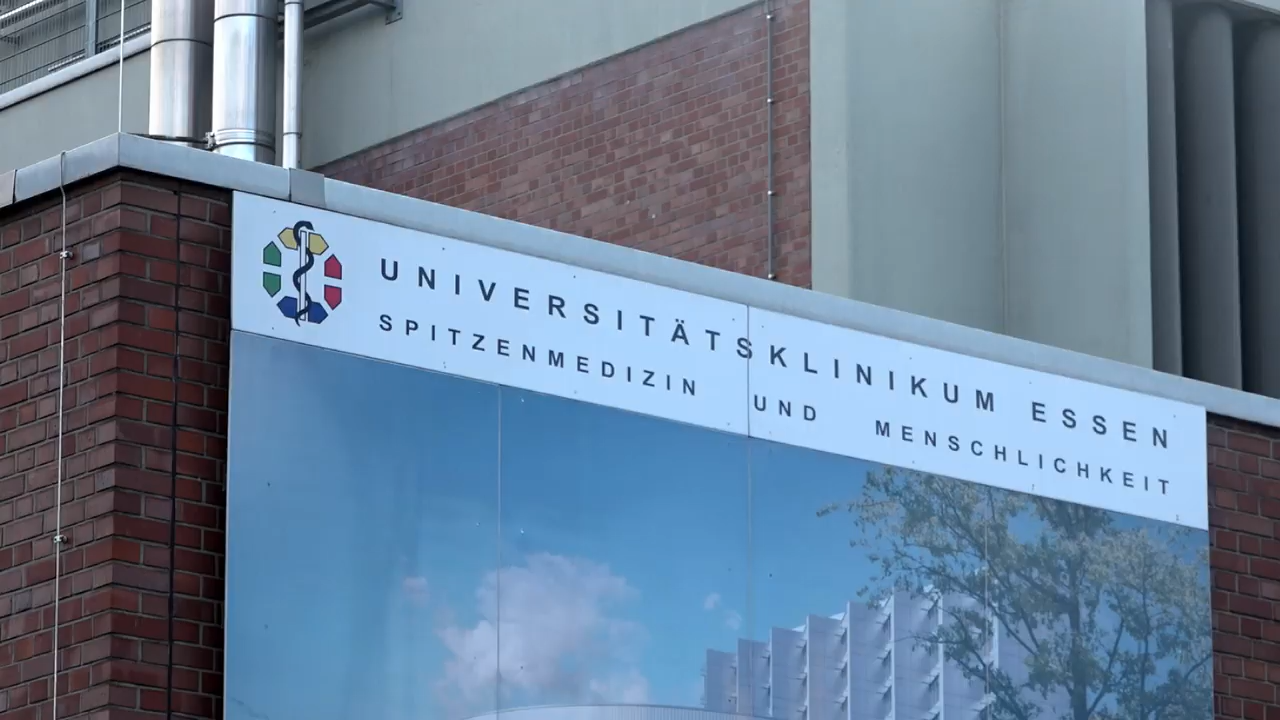 UNIVERSITÄTSKLINIKUM ESSEN
SPITZENMEDIZIN UND MENSCHLICHKEIT